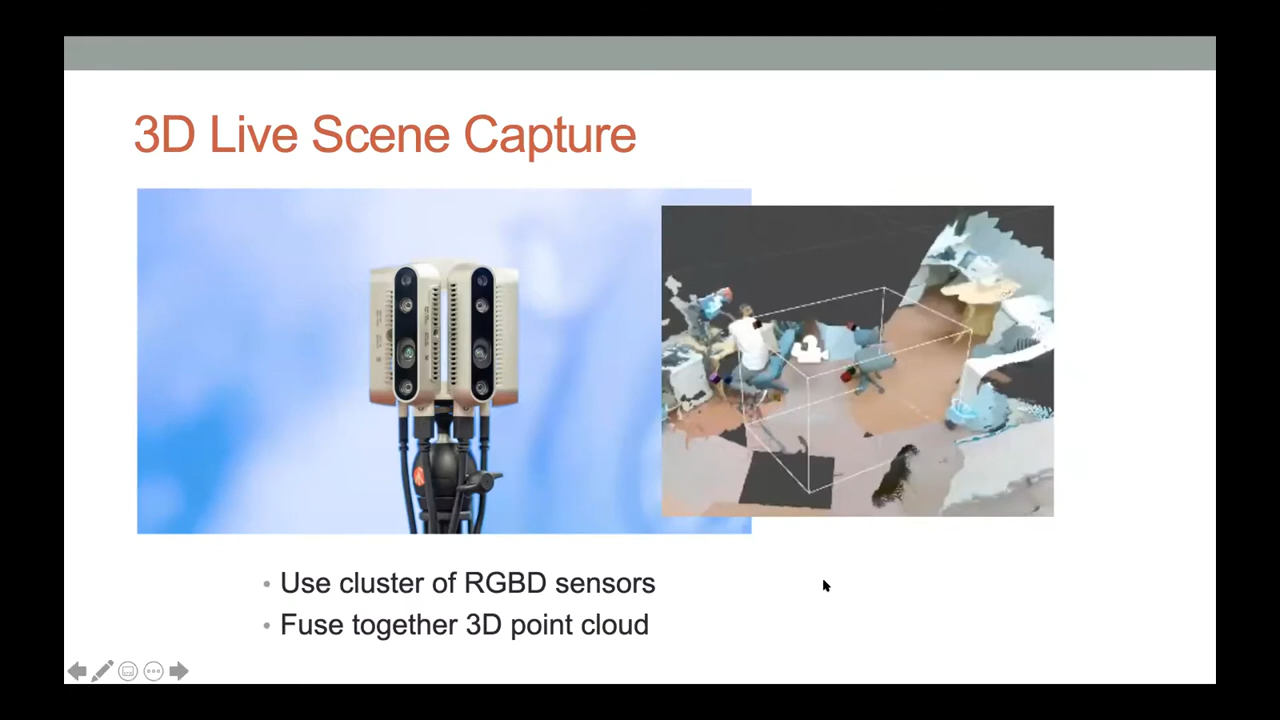 3D Live Scene Capture
• Use cluster of RGBD sensors
• Fuse together 3D point cloud